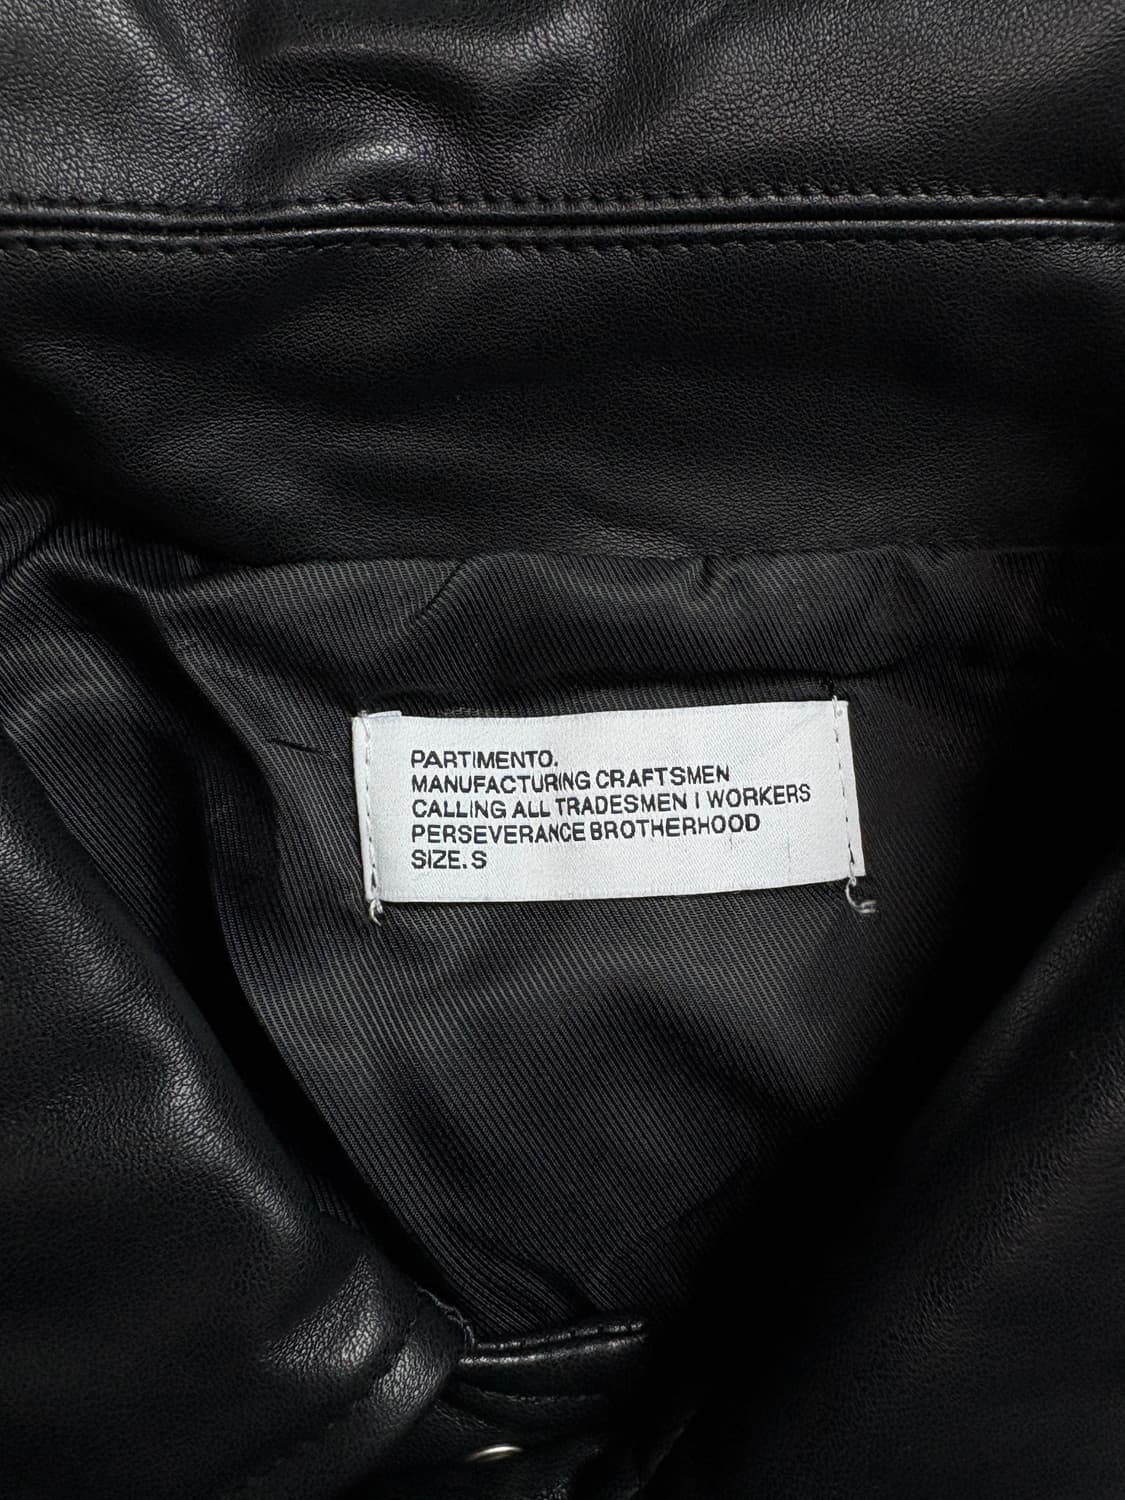 PARTIMENTO.
MANUFACTURING CRAFTSMEN
CALLING ALL TRADESMEN I WORKERS
PERSEVERANCE BROTHERHOOD
SIZE. S